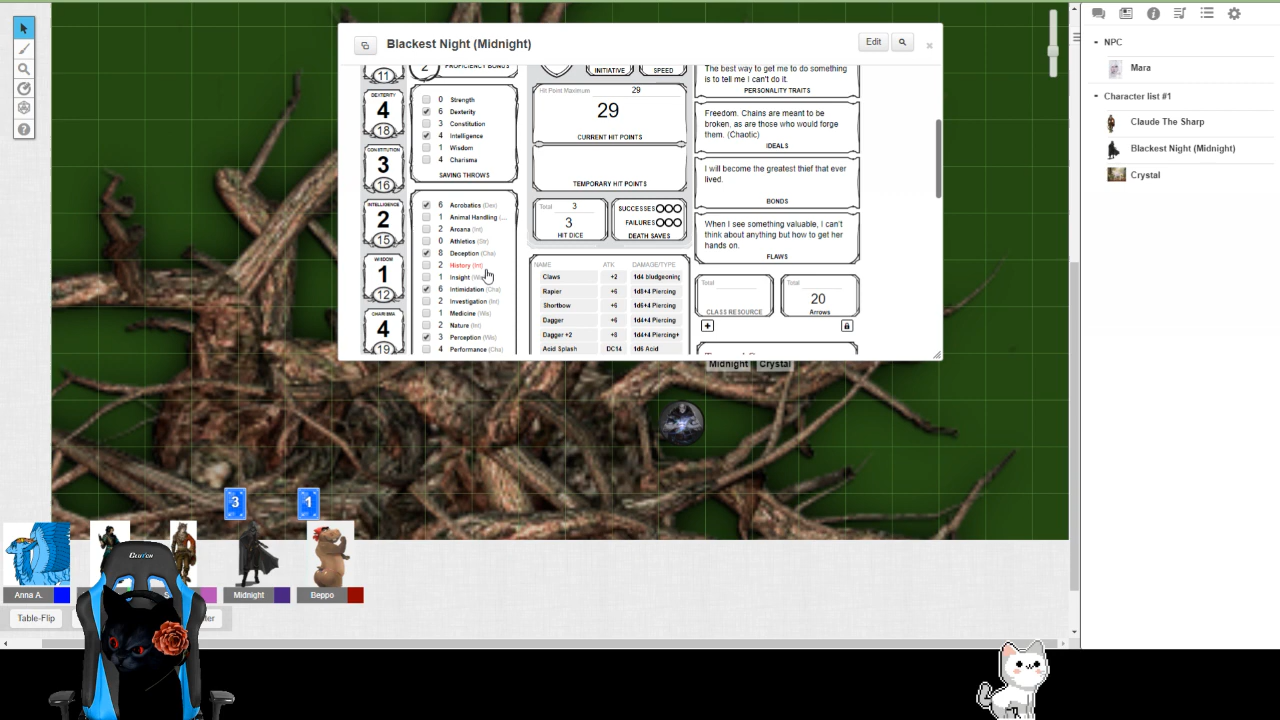 Blackest Night (Midnight)
Edit
11
2
PROFICIENCY BONUS
DEXTERITY
4
18
CONSTITUTION
3
16
INTELLIGENCE
2
15
WISDOM
1
12
CHARISMA
4
19
0 Strength
6 Dexterity
3 Constitution
4 Intelligence
1 Wisdom
4 Charisma
SAVING THROWS
6 Acrobatics (Dex)
1 Animal Handling (...
2 Arcana (Int)
0 Athletics (Str)
8 Deception (Cha)
2 History (Int)
1 Insight
6 Intimidation (Cha)
2 Investigation (Int)
1 Medicine (Wis)
2 Nature (Int)
3 Perception (Wis)
4 Performance (Cha)
INITIATIVE
SPEED
Hit Point Maximum 29
29
CURRENT HIT POINTS
TEMPORARY HIT POINTS
Total 3
3
HIT DICE
SUCCESSES
FAILURES
DEATH SAVES
NAME ATK DAMAGE/TYPE
Claws +2 1d4 bludgeoning
Rapier +6 1d8+4 Piercing
Shortbow +6 1d6+4 Piercing
Dagger +6 1d4+4 Piercing
Dagger +2 +8 1d4+4 Piercing+
Acid Splash DC14 1d6 Acid
The best way to get me to do something
is to tell me I can't do it.
PERSONALITY TRAITS
Freedom. Chains are meant to be
broken, as are those who would forge
them. (Chaotic)
IDEALS
I will become the greatest thief that ever
lived.
BONDS
When I see something valuable, I can't
think about anything but how to get her
hands on.
FLAWS
Total
CLASS RESOURCE
Total
20
Arrows
Midnight Crystal
3
1
Anna A.
Midnight
Beppo
Table-Flip
ter
CLUTCH
NPC
Mara
Character list #1
Claude The Sharp
Blackest Night (Midnight)
Crystal